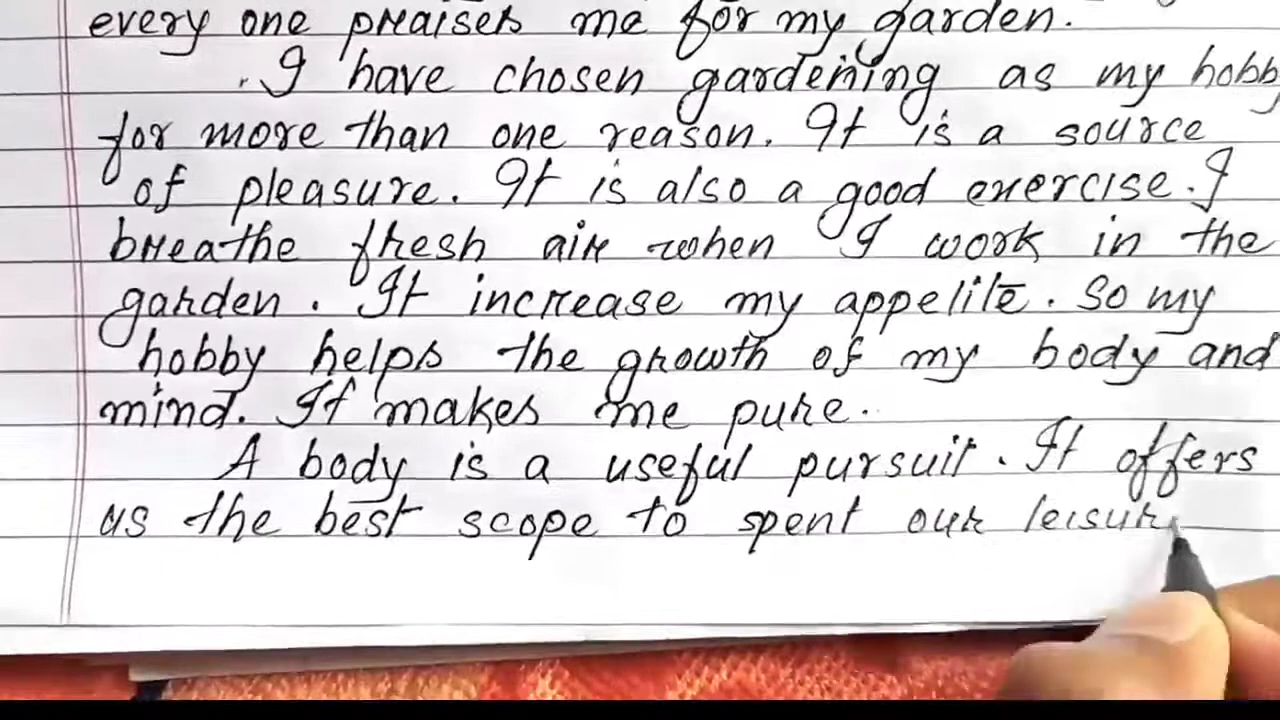 every one praises me for my garden.
I have chosen gardening as my hobby
for more than one reason. It is a source
of pleasure. It is also a good exercise. I
breathe fresh air when I work in the
garden. It increase my appelite. So my
hobby helps the growth of my body and
mind. It makes me pure.
A body is a useful pursuit. It offers
us the best scope to spent our leisur